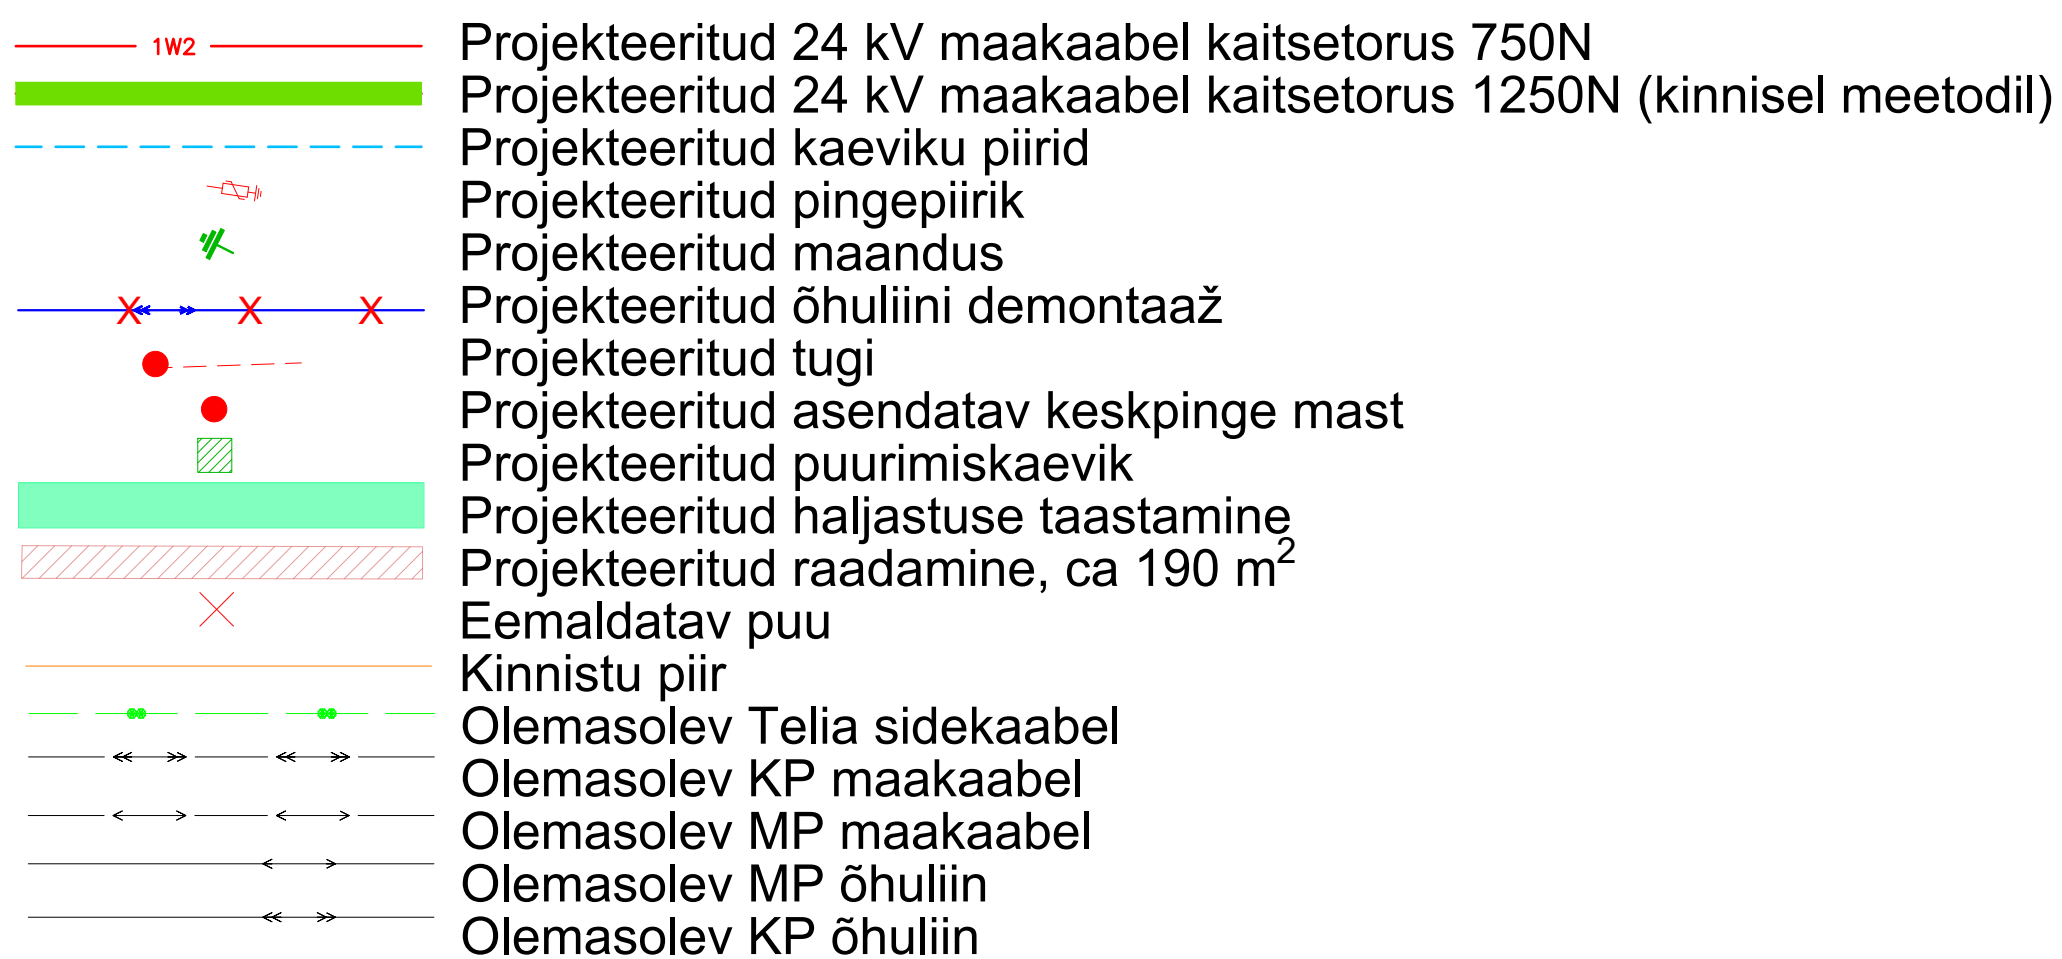 1W2 Projekteeritud 24 kV maakaabel kaitsetorus 750N
Projekteeritud 24 kV maakaabel kaitsetorus 1250N (kinnisel meetodil)
Projekteeritud kaeviku piirid
Projekteeritud pingepiirik
Projekteeritud maandus
Projekteeritud õhuliini demontaaž
Projekteeritud tugi
Projekteeritud asendatav keskpinge mast
Projekteeritud puurimiskaevik
Projekteeritud haljastuse taastamine
Projekteeritud raadamine, ca 190 m²
Eemaldatav puu
Kinnistu piir
Olemasolev Telia sidekaabel
Olemasolev KP maakaabel
Olemasolev MP maakaabel
Olemasolev MP õhuliin
Olemasolev KP õhuliin